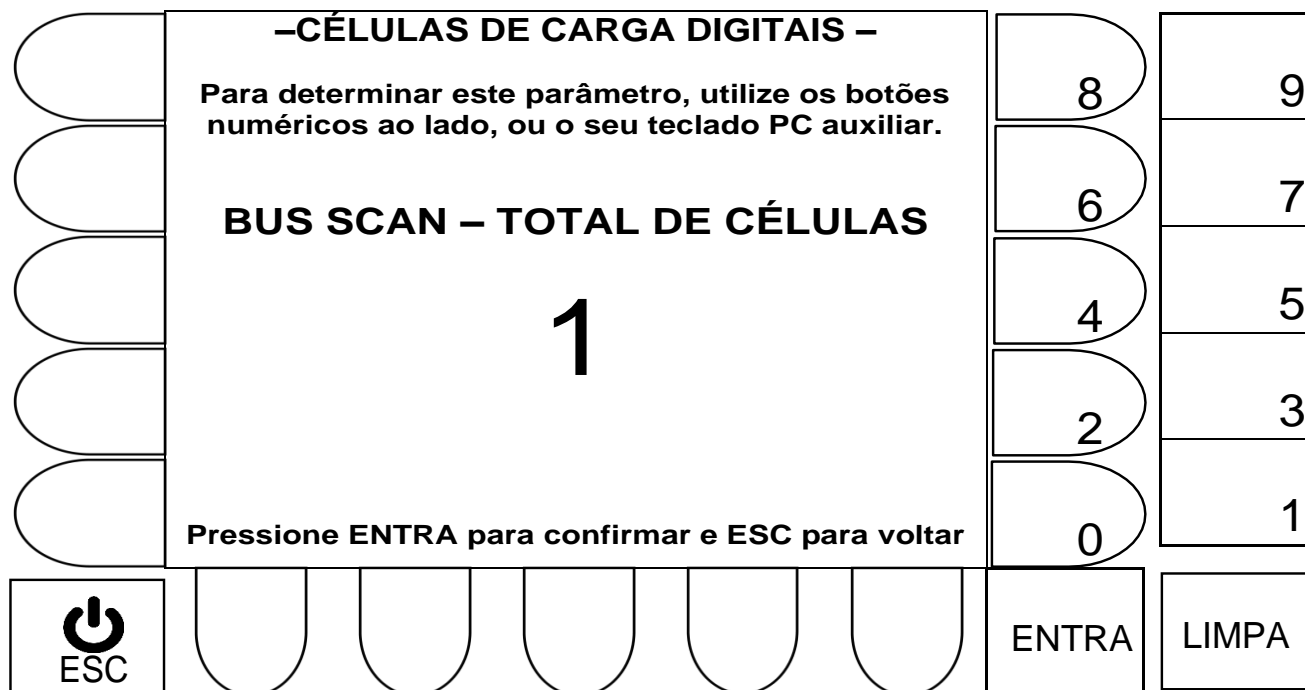 –CÉLULAS DE CARGA DIGITAIS –
Para determinar este parâmetro, utilize os botões
numéricos ao lado, ou o seu teclado PC auxiliar.
BUS SCAN – TOTAL DE CÉLULAS
1
Pressione ENTRA para confirmar e ESC para voltar
8 9
6 7
4 5
2 3
0 1
ESC
ENTRA
LIMPA